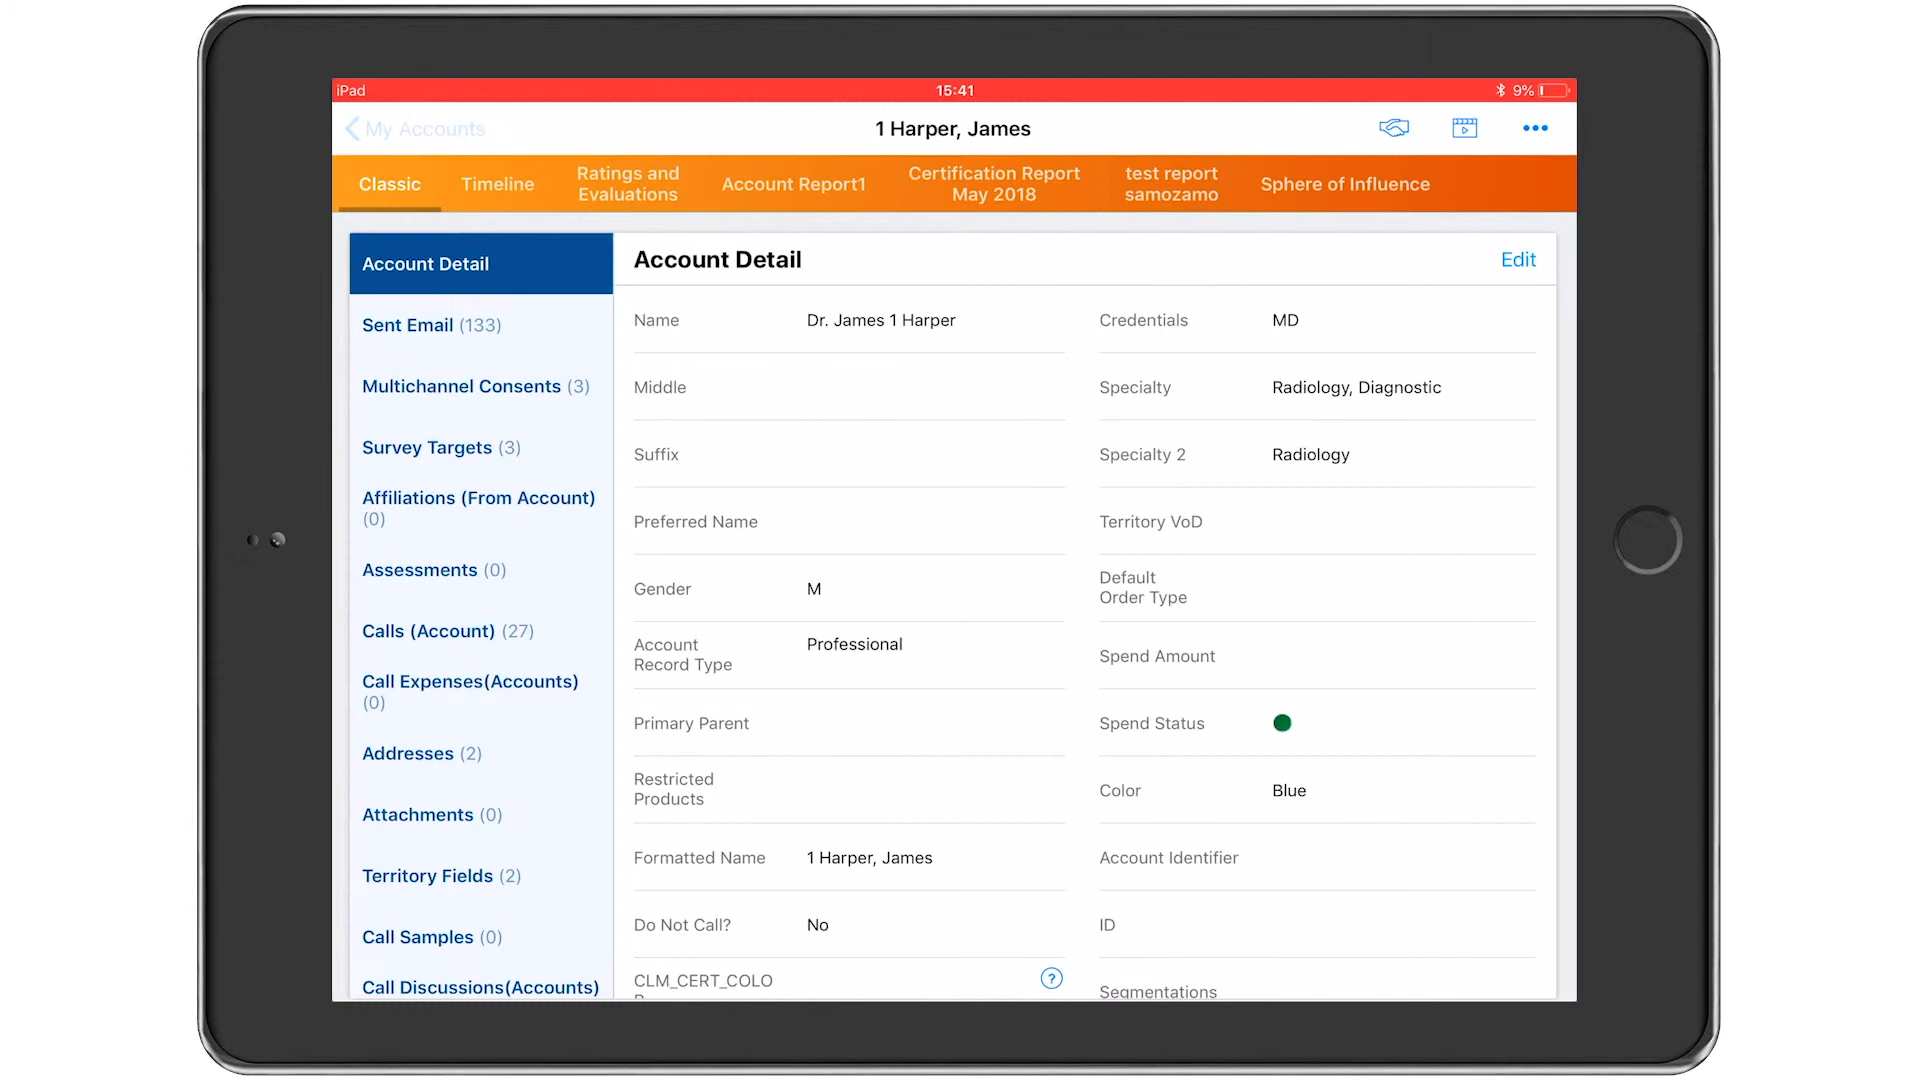 iPad
15:41
9%
My Accounts
1 Harper, James
Classic
Timeline
Ratings and
Evaluations
Account Report1
Certification Report
May 2018
test report
samozamo
Sphere of Influence
Account Detail
Sent Email (133)
Multichannel Consents (3)
Survey Targets (3)
Affiliations (From Account)
(0)
Assessments (0)
Calls (Account) (27)
Call Expenses(Accounts)
(0)
Addresses (2)
Attachments (0)
Territory Fields (2)
Call Samples (0)
Call Discussions(Accounts)
Account Detail
Edit
Name
Dr. James 1 Harper
Middle
Suffix
Preferred Name
Gender
M
Account
Record Type
Professional
Primary Parent
Restricted
Products
Formatted Name
1 Harper, James
Do Not Call?
No
CLM_CERT_COLO
?
Credentials
MD
Specialty
Radiology, Diagnostic
Specialty 2
Radiology
Territory VoD
Default
Order Type
Spend Amount
Spend Status
Color
Blue
Account Identifier
ID
Segmentations